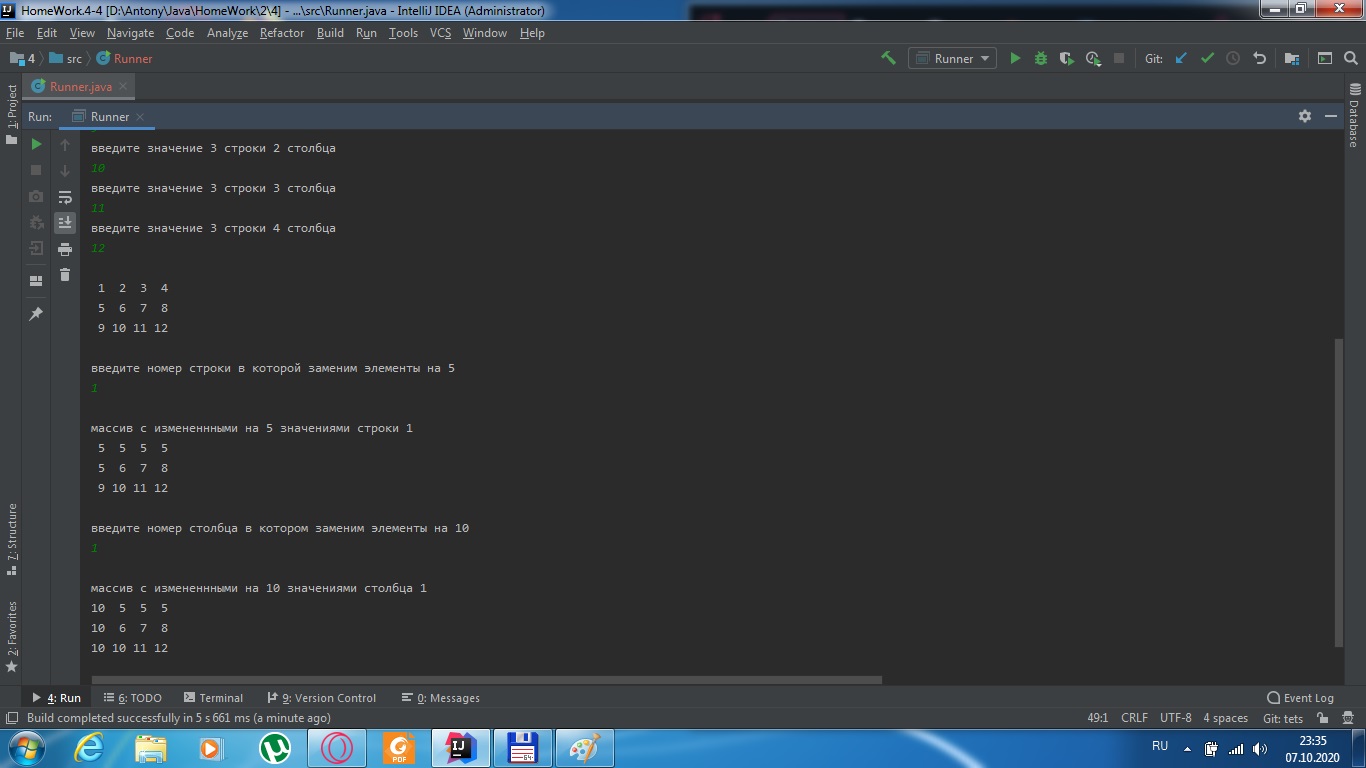 HomeWork.4-4 [D:\Antony\Java\HomeWork\2\4] - ...\src\Runner.java - IntelliJ IDEA (Administrator)
File Edit View Navigate Code Analyze Refactor Build Run Tools VCS Window Help
4 src Runner Runner Git:
Runner.java
1: Project
Database
Run: Runner
введите значение 3 строки 2 столбца
10
введите значение 3 строки 3 столбца
11
введите значение 3 строки 4 столбца
12
1 2 3 4
5 6 7 8
9 10 11 12
введите номер строки в которой заменим элементы на 5
1
массив с измененнными на 5 значениями строки 1
5 5 5 5
5 6 7 8
9 10 11 12
введите номер столбца в котором заменим элементы на 10
1
массив с измененнными на 10 значениями столбца 1
10 5 5 5
10 6 7 8
10 10 11 12
7: Structure
2: Favorites
4: Run 6: TODO Terminal 9: Version Control 0: Messages Event Log
Build completed successfully in 5 s 661 ms (a minute ago) 49:1 CRLF UTF-8 4 spaces Git: tets
PDF
64
RU
23:35
07.10.2020